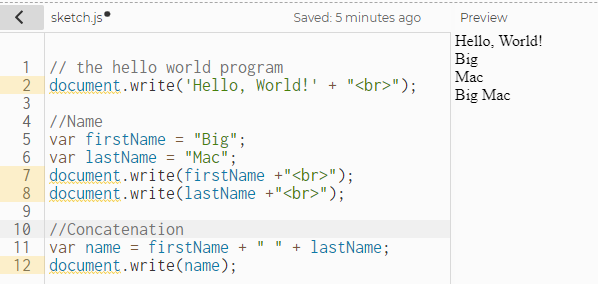 sketch.js Saved: 5 minutes ago Preview
1 // the hello world program
2 document.write('Hello, World!' + "<br>");
3
4 //Name
5 var firstName = "Big";
6 var lastName = "Mac";
7 document.write(firstName +"<br>");
8 document.write(lastName +"<br>");
9
10 //Concatenation
11 var name = firstName + " " + lastName;
12 document.write(name);
Hello, World!
Big
Mac
Big Mac